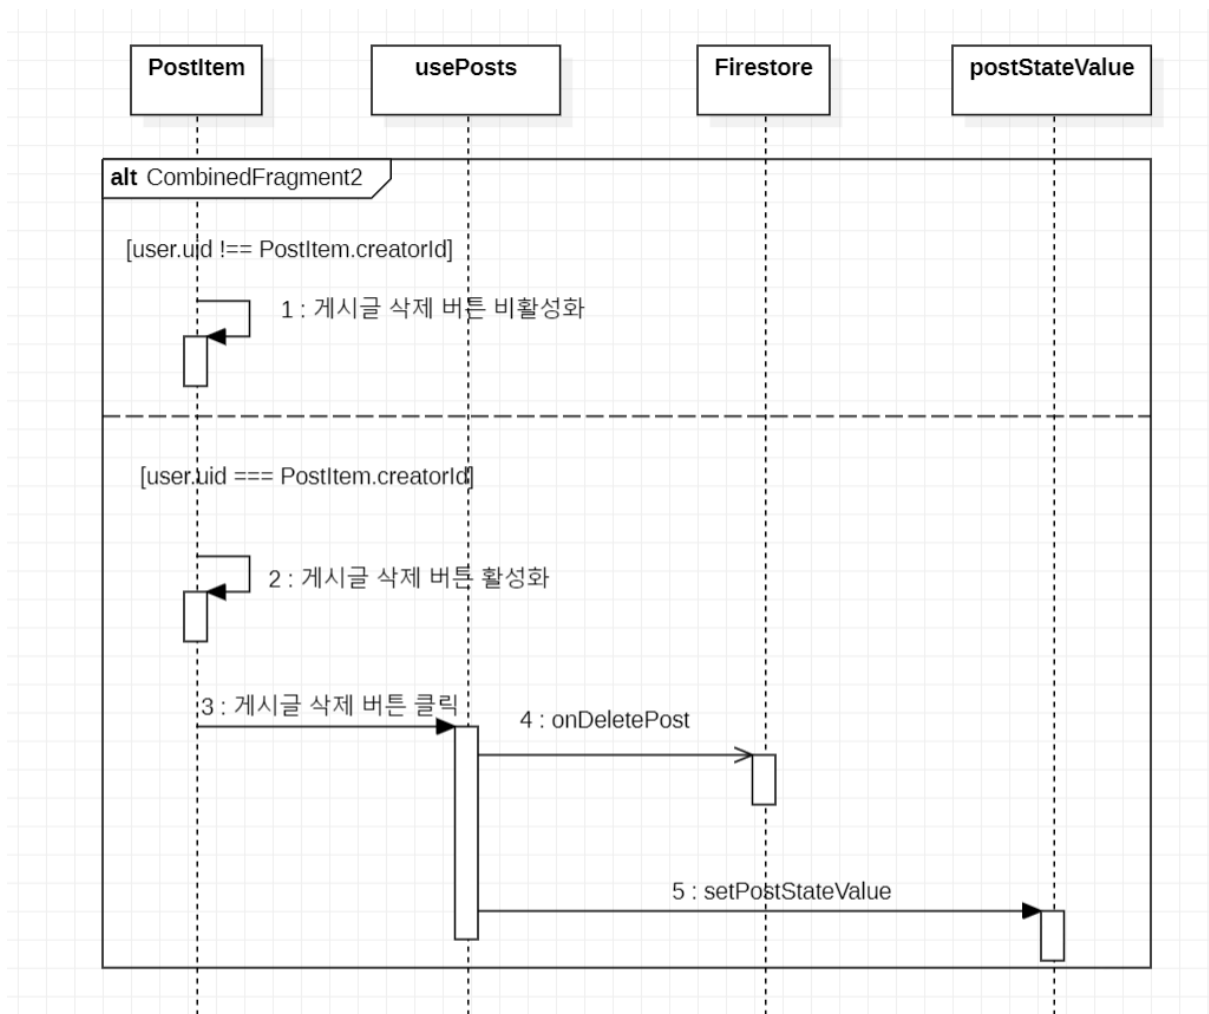 PostItem
usePosts
Firestore
postStateValue
alt CombinedFragment2
[user.uid !== PostItem.creatorId]
1 : 게시글 삭제 버튼 비활성화
[user.uid === PostItem.creatorId]
2 : 게시글 삭제 버튼 활성화
3 : 게시글 삭제 버튼 클릭
4 : onDeletePost
5 : setPostStateValue